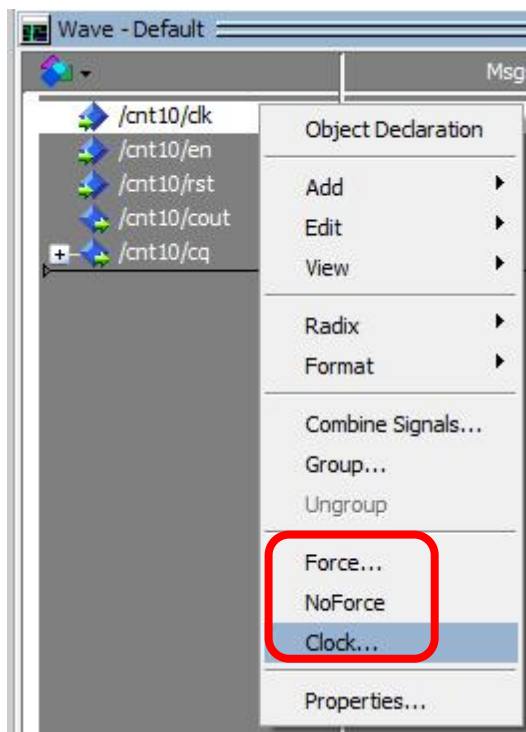 Wave - Default
Msg
/cnt10/clk
/cnt10/en
/cnt10/rst
/cnt10/cout
/cnt10/cq
Object Declaration
Add
Edit
View
Radix
Format
Combine Signals...
Group...
Ungroup
Force...
NoForce
Clock...
Properties...